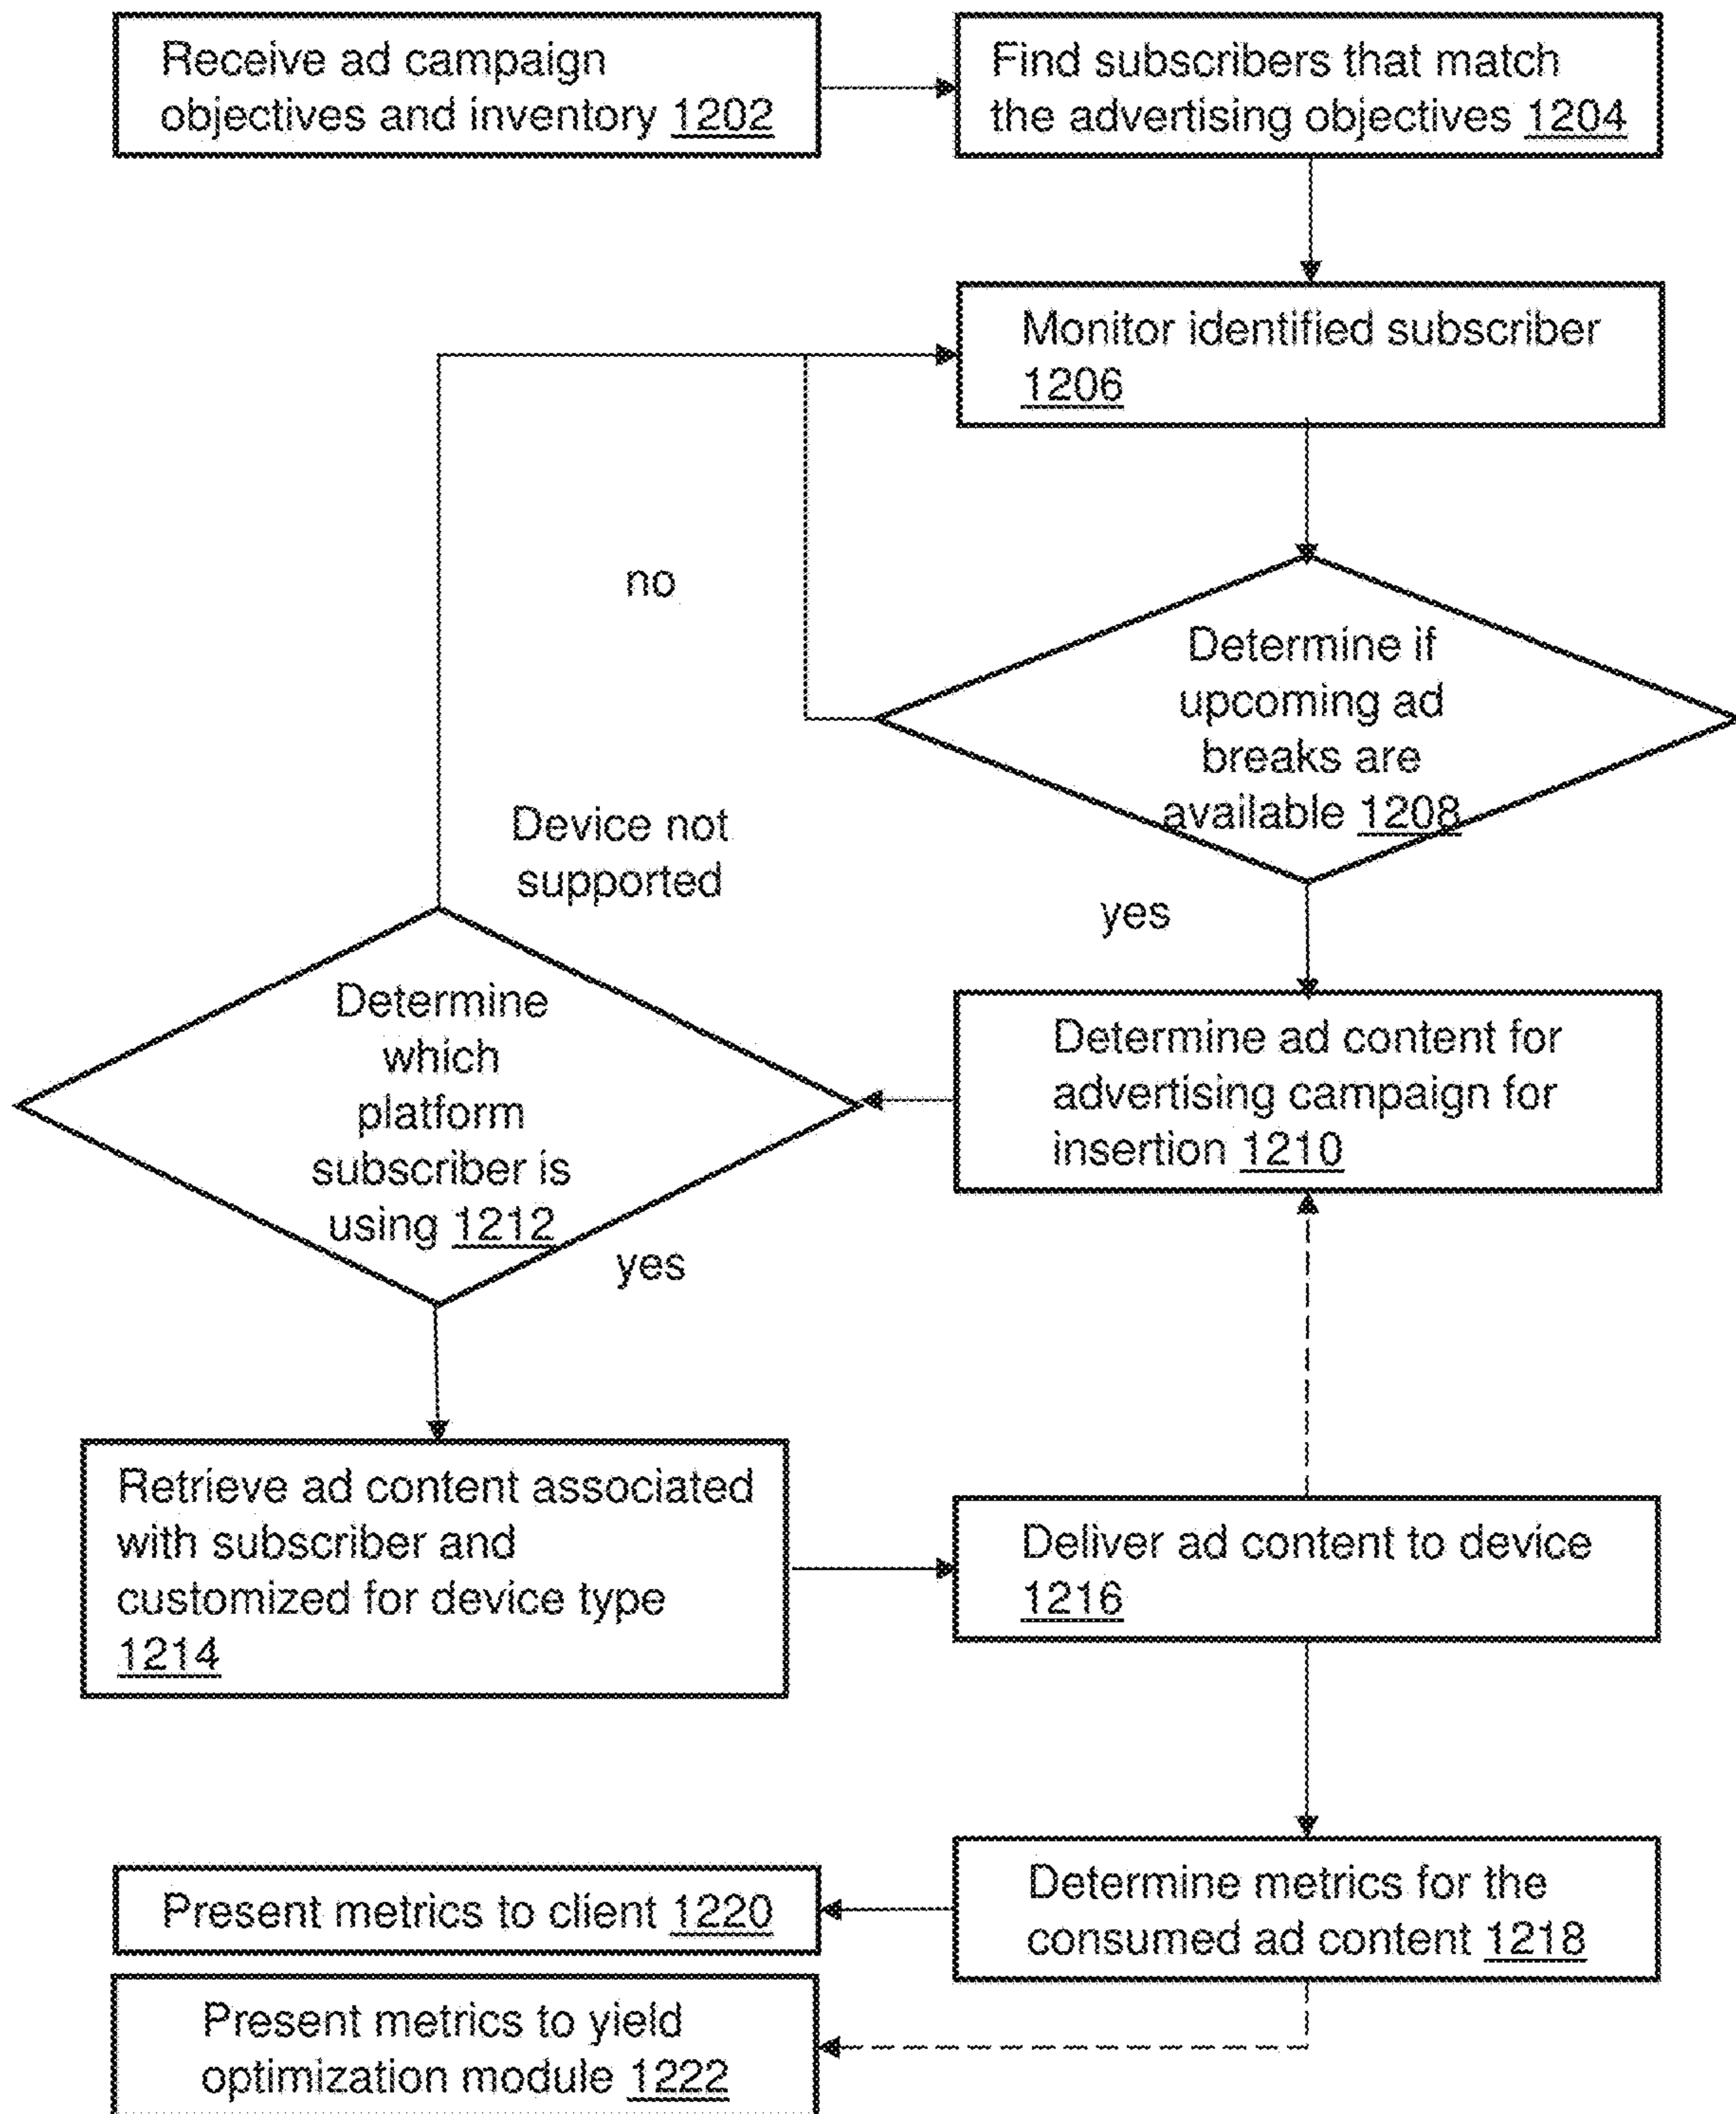 Receive ad campaign
objectives and inventory 1202
Find subscribers that match
the advertising objectives 1204
Monitor identified subscriber
1206
no
Determine if
upcoming ad
breaks are
available 1208
Device not
supported
yes
Determine
which
platform
subscriber is
using 1212
Determine ad content for
advertising campaign for
insertion 1210
yes
Retrieve ad content associated
with subscriber and
customized for device type
1214
Deliver ad content to device
1216
Present metrics to client 1220
Determine metrics for the
consumed ad content 1218
Present metrics to yield
optimization module 1222